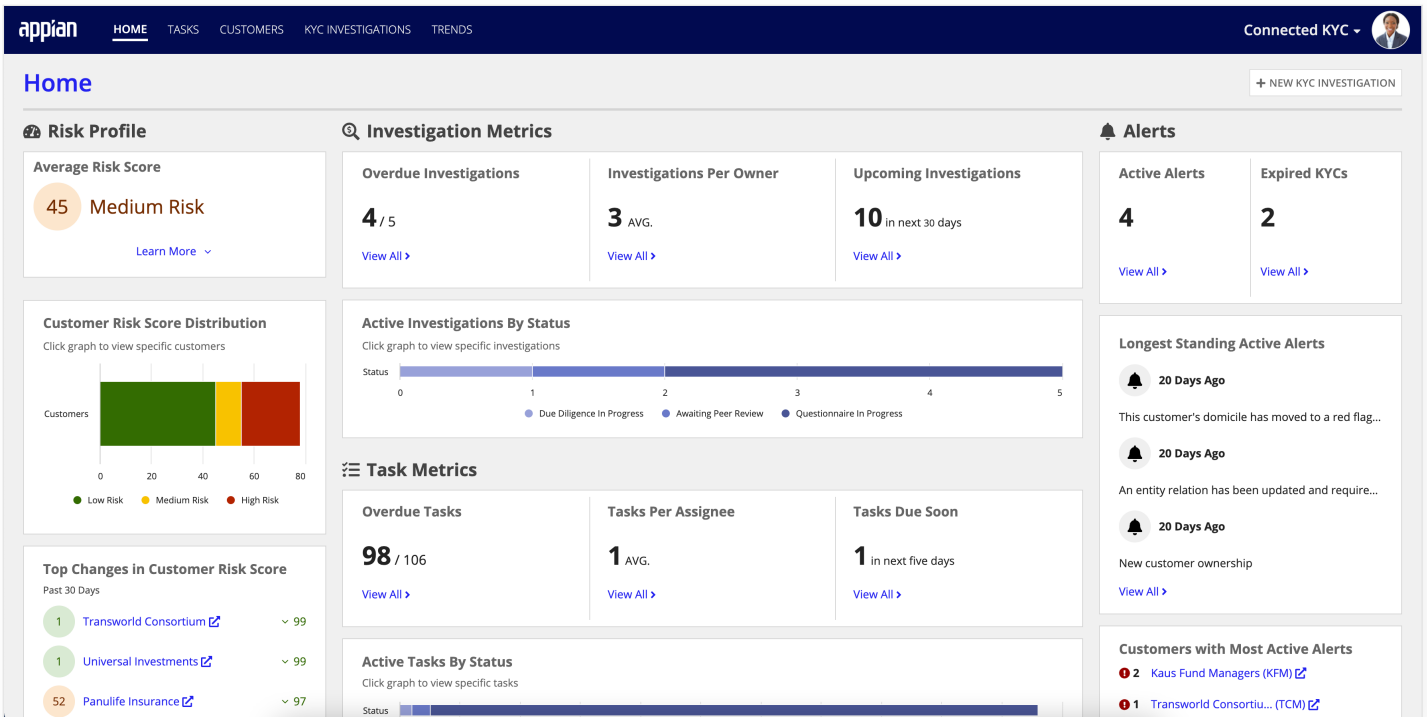 appian
HOME TASKS CUSTOMERS KYC INVESTIGATIONS TRENDS
Connected KYC
Home
+ NEW KYC INVESTIGATION
Risk Profile
Average Risk Score
45 Medium Risk
Learn More
Customer Risk Score Distribution
Click graph to view specific customers
Customers
0 20 40 60 80
Low Risk Medium Risk High Risk
Top Changes in Customer Risk Score
Past 30 Days
1 Transworld Consortium 99
1 Universal Investments 99
52 Panulife Insurance 97
Investigation Metrics
Overdue Investigations
4 / 5
View All
Investigations Per Owner
3 AVG.
View All
Upcoming Investigations
10 in next 30 days
View All
Active Investigations By Status
Click graph to view specific investigations
Status
0 1 2 3 4 5
Due Diligence In Progress Awaiting Peer Review Questionnaire In Progress
Task Metrics
Overdue Tasks
98 / 106
View All
Tasks Per Assignee
1 AVG.
View All
Tasks Due Soon
1 in next five days
View All
Active Tasks By Status
Click graph to view specific tasks
Status
Alerts
Active Alerts
4
View All
Expired KYCs
2
View All
Longest Standing Active Alerts
20 Days Ago
This customer's domicile has moved to a red flag...
20 Days Ago
An entity relation has been updated and require...
20 Days Ago
New customer ownership
View All
Customers with Most Active Alerts
2 Kaus Fund Managers (KFM)
1 Transworld Consortiu... (TCM)